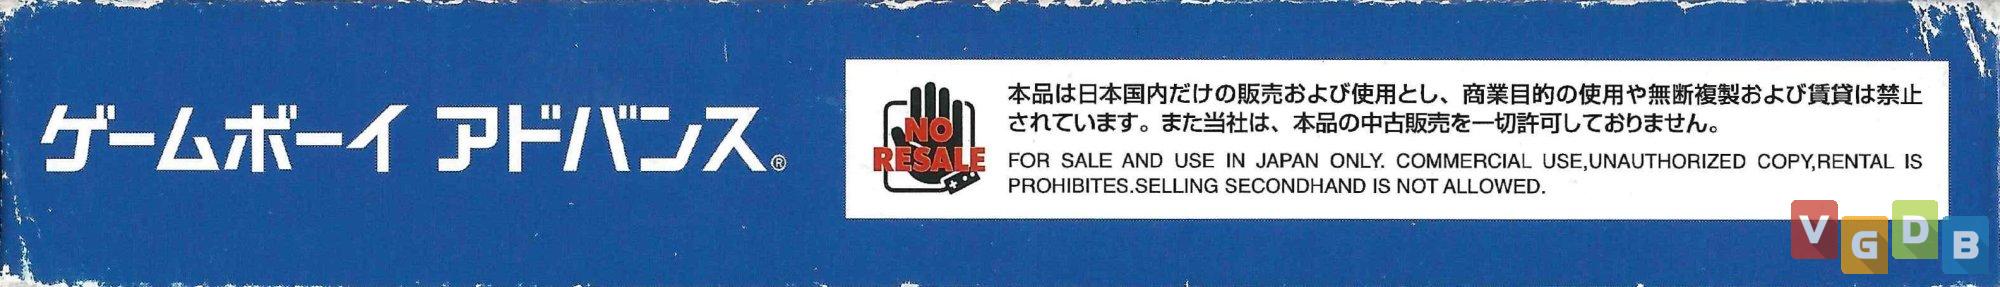 ゲームボーイ アドバンス®
NO
RESALE
本品は日本国内だけの販売および使用とし、商業目的の使用や無断複製および賃貸は禁止
されています。また当社は、本品の中古販売を一切許可しておりません。
FOR SALE AND USE IN JAPAN ONLY. COMMERCIAL USE,UNAUTHORIZED COPY,RENTAL IS
PROHIBITES.SELLING SECONDHAND IS NOT ALLOWED.
VGDB